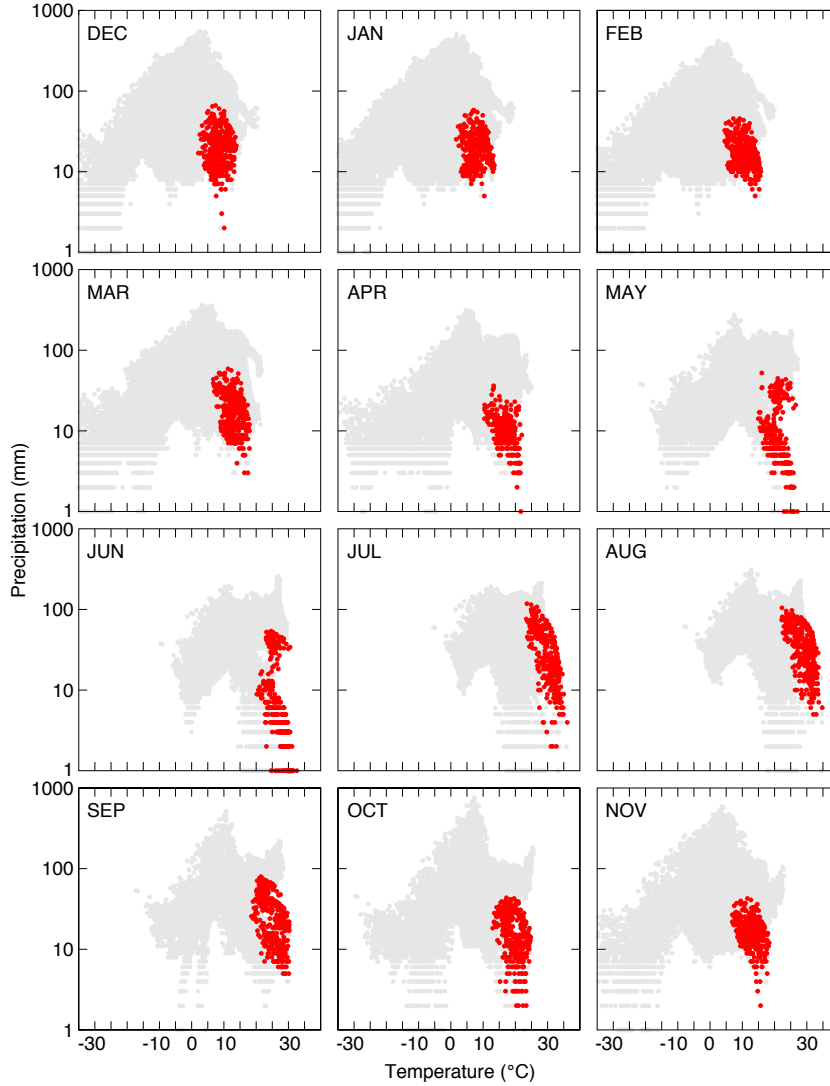 1000
DEC
JAN
FEB
100
10
1
1000
MAR
APR
MAY
100
10
1
Precipitation (mm)
1000
JUN
JUL
AUG
100
10
1
1000
SEP
OCT
NOV
100
10
1
-30 -10 0 10 30 -30 -10 0 10 30 -30 -10 0 10 30
Temperature (°C)